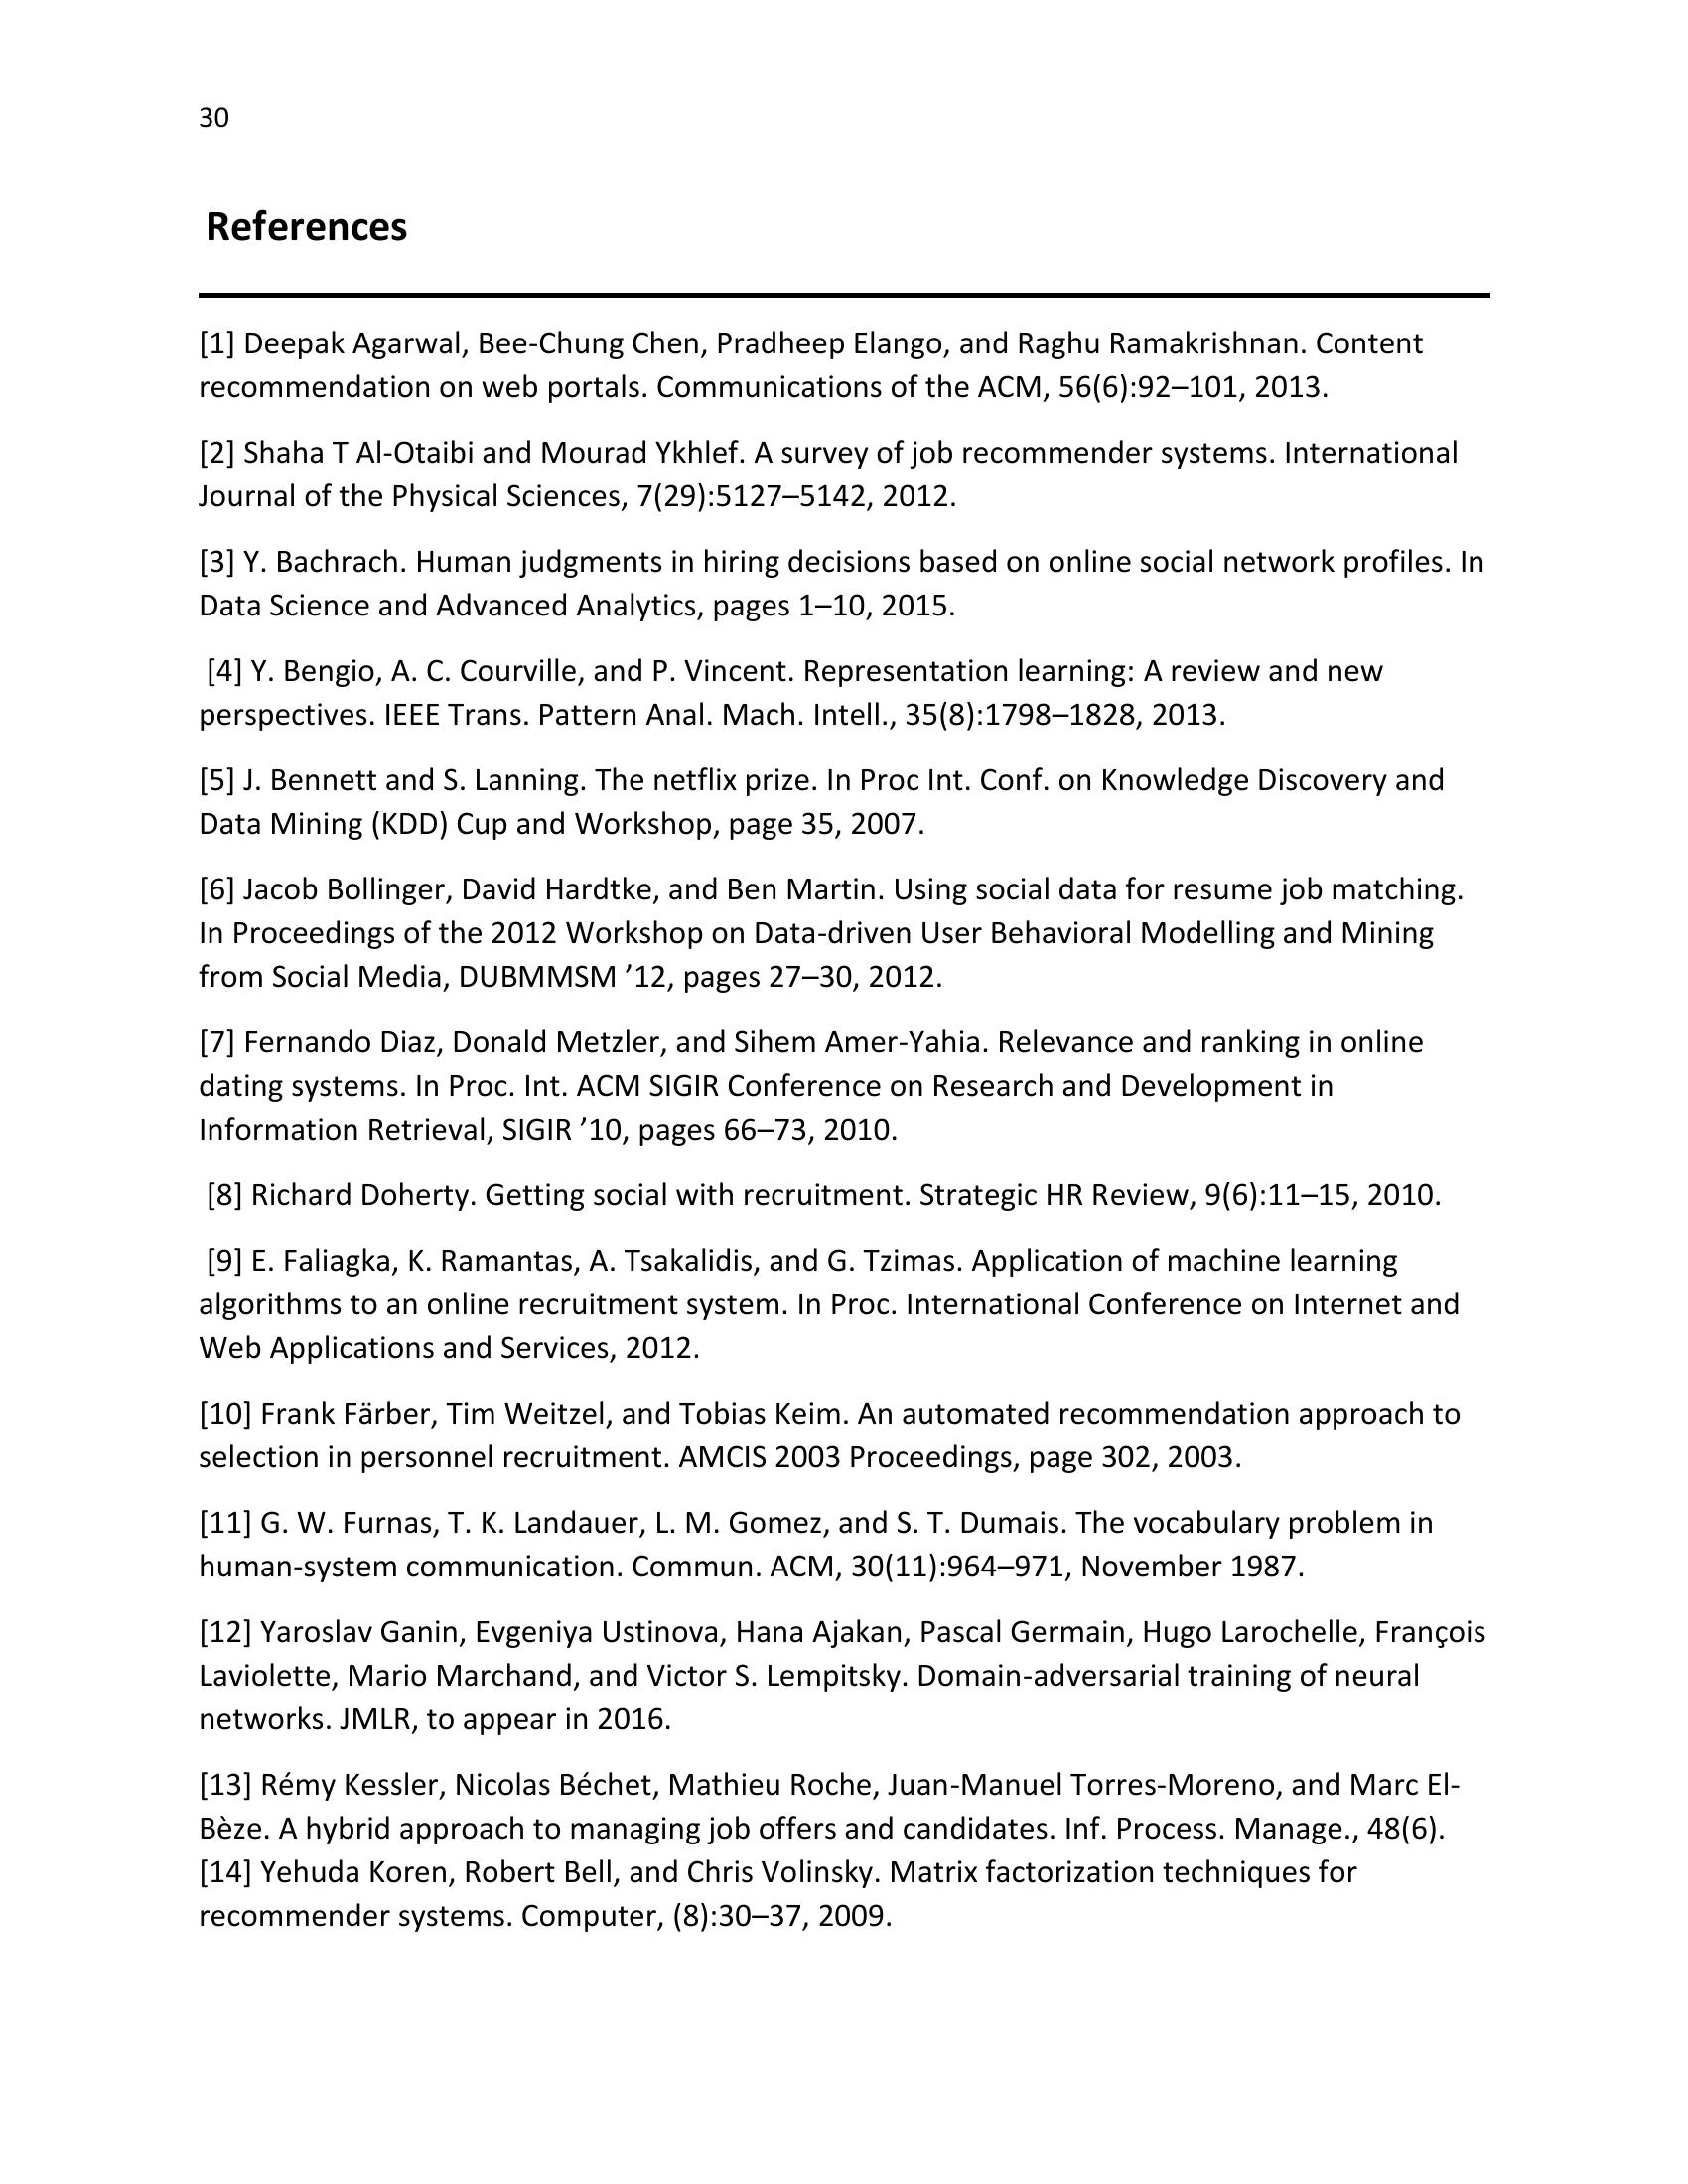 30
References
[1] Deepak Agarwal, Bee-Chung Chen, Pradheep Elango, and Raghu Ramakrishnan. Content
recommendation on web portals. Communications of the ACM, 56(6):92–101, 2013.
[2] Shaha T Al-Otaibi and Mourad Ykhlef. A survey of job recommender systems. International
Journal of the Physical Sciences, 7(29):5127–5142, 2012.
[3] Y. Bachrach. Human judgments in hiring decisions based on online social network profiles. In
Data Science and Advanced Analytics, pages 1–10, 2015.
[4] Y. Bengio, A. C. Courville, and P. Vincent. Representation learning: A review and new
perspectives. IEEE Trans. Pattern Anal. Mach. Intell., 35(8):1798–1828, 2013.
[5] J. Bennett and S. Lanning. The netflix prize. In Proc Int. Conf. on Knowledge Discovery and
Data Mining (KDD) Cup and Workshop, page 35, 2007.
[6] Jacob Bollinger, David Hardtke, and Ben Martin. Using social data for resume job matching.
In Proceedings of the 2012 Workshop on Data-driven User Behavioral Modelling and Mining
from Social Media, DUBMMSM ’12, pages 27–30, 2012.
[7] Fernando Diaz, Donald Metzler, and Sihem Amer-Yahia. Relevance and ranking in online
dating systems. In Proc. Int. ACM SIGIR Conference on Research and Development in
Information Retrieval, SIGIR ’10, pages 66–73, 2010.
[8] Richard Doherty. Getting social with recruitment. Strategic HR Review, 9(6):11–15, 2010.
[9] E. Faliagka, K. Ramantas, A. Tsakalidis, and G. Tzimas. Application of machine learning
algorithms to an online recruitment system. In Proc. International Conference on Internet and
Web Applications and Services, 2012.
[10] Frank Färber, Tim Weitzel, and Tobias Keim. An automated recommendation approach to
selection in personnel recruitment. AMCIS 2003 Proceedings, page 302, 2003.
[11] G. W. Furnas, T. K. Landauer, L. M. Gomez, and S. T. Dumais. The vocabulary problem in
human-system communication. Commun. ACM, 30(11):964–971, November 1987.
[12] Yaroslav Ganin, Evgeniya Ustinova, Hana Ajakan, Pascal Germain, Hugo Larochelle, François
Laviolette, Mario Marchand, and Victor S. Lempitsky. Domain-adversarial training of neural
networks. JMLR, to appear in 2016.
[13] Rémy Kessler, Nicolas Béchet, Mathieu Roche, Juan-Manuel Torres-Moreno, and Marc El-
Bèze. A hybrid approach to managing job offers and candidates. Inf. Process. Manage., 48(6).
[14] Yehuda Koren, Robert Bell, and Chris Volinsky. Matrix factorization techniques for
recommender systems. Computer, (8):30–37, 2009.